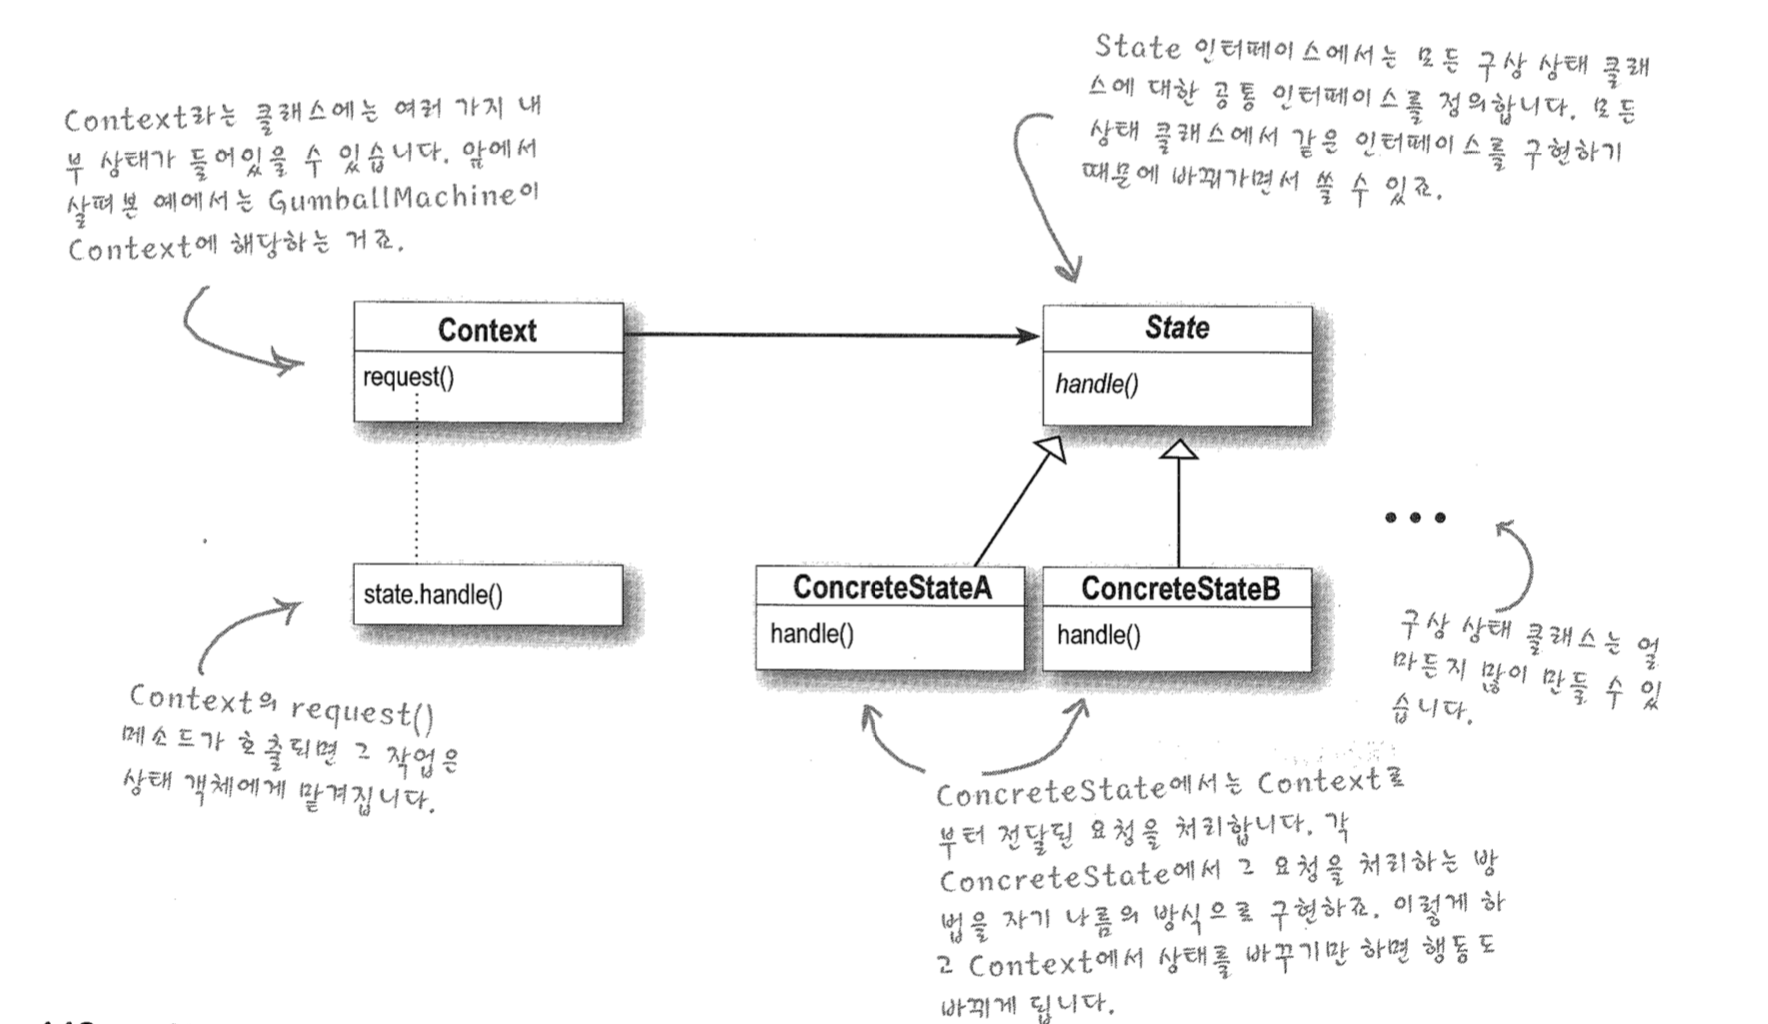 State 인터페이스에서는 모든 구상 상태 클래
스에 대한 공통 인터페이스를 정의합니다. 모든
상태 클래스에서 같은 인터페이스를 구현하기
때문에 바꿔가면서 쓸 수 있죠.
Context라는 클래스에는 여러 가지 내
부 상태가 들어있을 수 있습니다. 앞에서
살펴본 예에서는 GumballMachine이
Context에 해당하는 거죠.
Context
request()
State
handle()
state.handle()
ConcreteStateA
handle()
ConcreteStateB
handle()
•••
구상 상태 클래스는 얼
마든지 많이 만들 수 있
습니다.
Context의 request()
메소드가 호출되면 그 작업은
상태 객체에게 맡겨집니다.
ConcreteState에서는 Context로
부터 전달된 요청을 처리합니다. 각
ConcreteState에서 그 요청을 처리하는 방
법을 자기 나름의 방식으로 구현하죠. 이렇게 하
고 Context에서 상태를 바꾸기만 하면 행동도
바뀌게 됩니다.